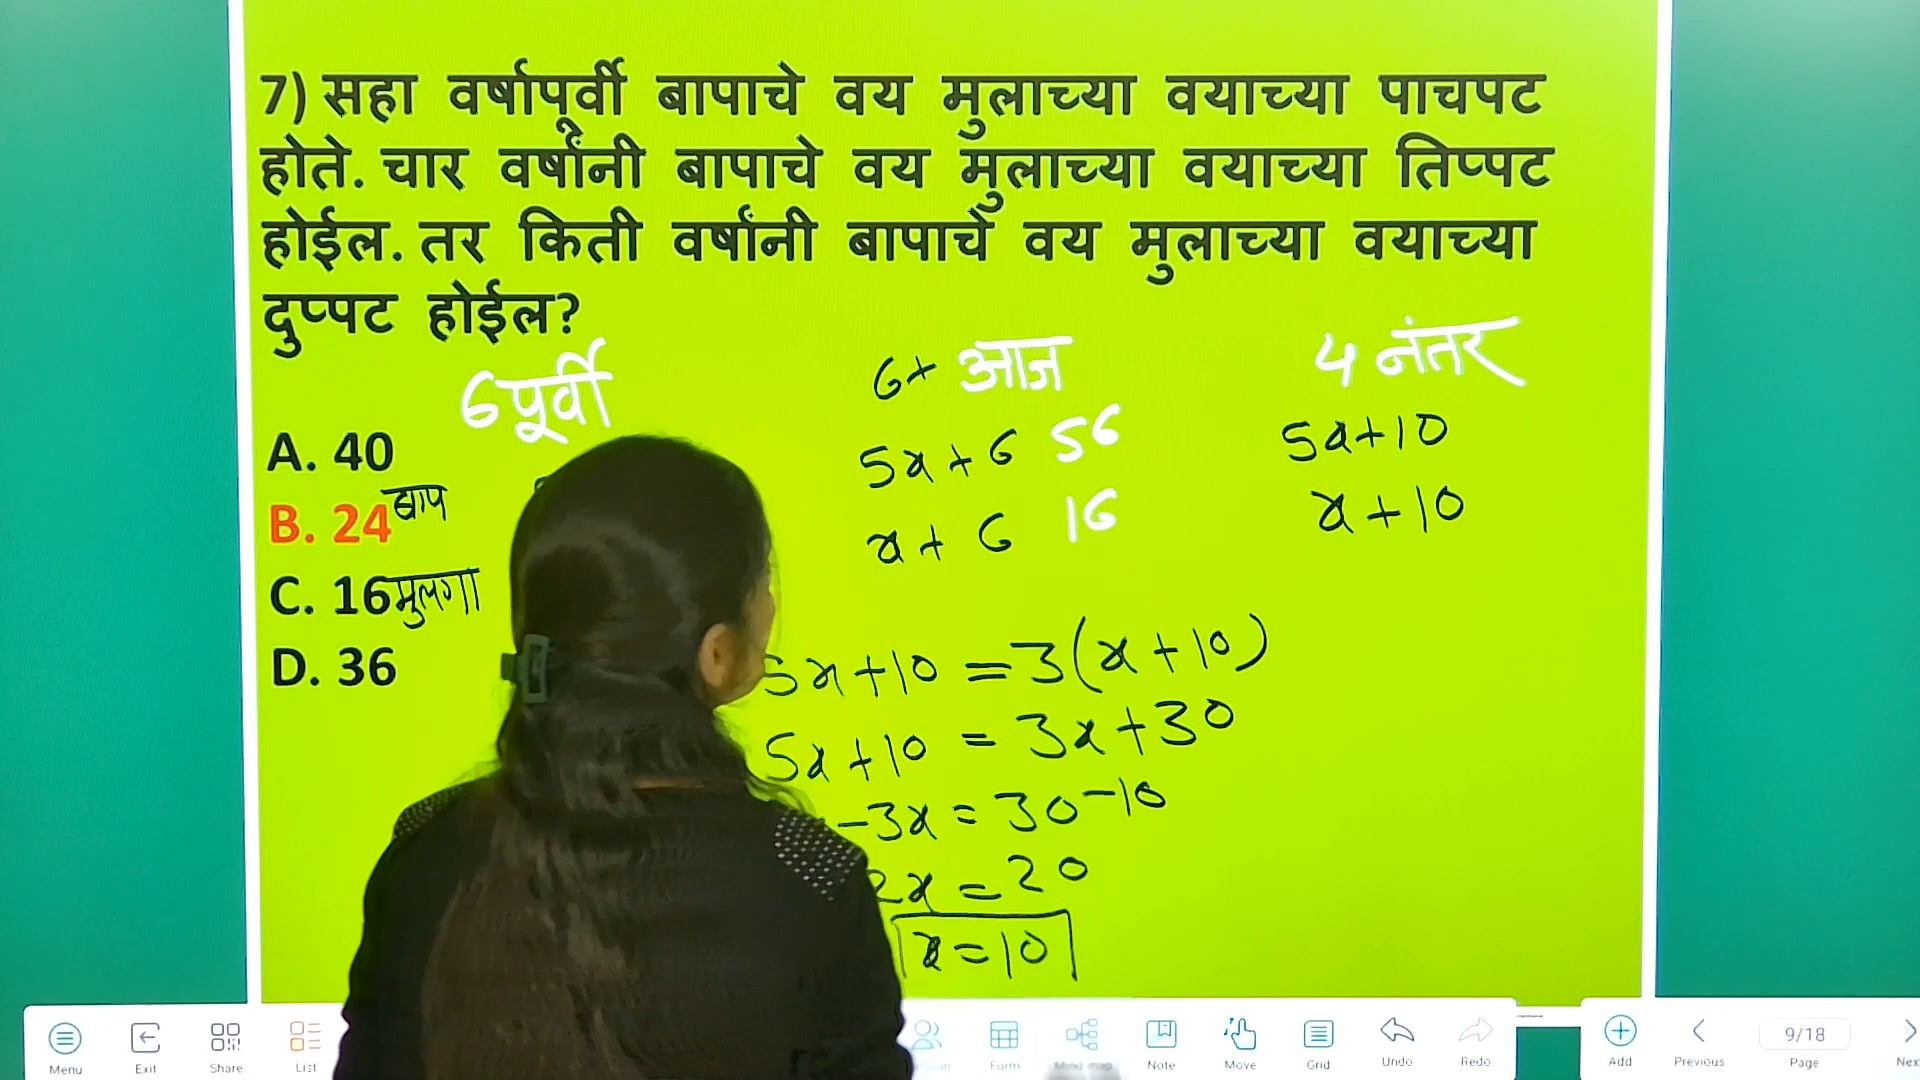 7) सहा वर्षापूर्वी बापाचे वय मुलाच्या वयाच्या पाचपट
होते. चार वर्षांनी बापाचे वय मुलाच्या वयाच्या तिप्पट
होईल. तर किती वर्षांनी बापाचे वय मुलाच्या वयाच्या
दुप्पट होईल?
6 पूर्वी
6+ आज
4 नंतर
A. 40
B. 24 बाप
C. 16 मुलगा
D. 36
5x+6 56
x+6 16
5x+10
x+10
5x+10 = 3(x+10)
5x+10 = 3x+30
-3x = 30-10
2x = 20
x=10
Menu
Exit
Share
List
Form
Mind map
Note
Move
Grid
Undo
Redo
Add
Previous
9/18
Page